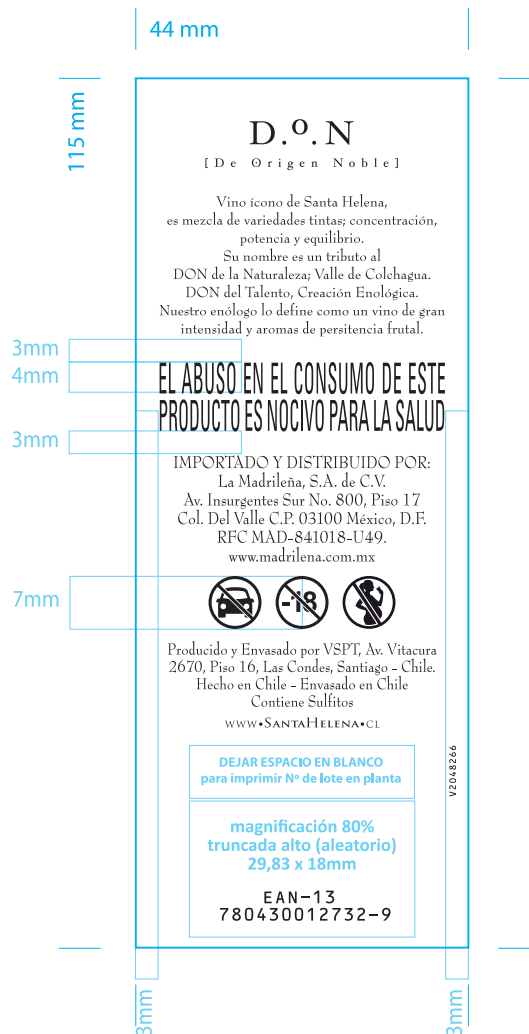 44 mm
115 mm
D.º.N
[De Origen Noble]
Vino ícono de Santa Helena,
es mezcla de variedades tintas; concentración,
potencia y equilibrio.
Su nombre es un tributo al
DON de la Naturaleza; Valle de Colchagua.
DON del Talento, Creación Enológica.
Nuestro enólogo lo define como un vino de gran
intensidad y aromas de persitencia frutal.
3mm
4mm
EL ABUSO EN EL CONSUMO DE ESTE
PRODUCTO ES NOCIVO PARA LA SALUD
3mm
IMPORTADO Y DISTRIBUIDO POR:
La Madrileña, S.A. de C.V.
Av. Insurgentes Sur No. 800, Piso 17
Col. Del Valle C.P. 03100 México, D.F.
RFC MAD-841018-U49.
www.madrilena.com.mx
7mm
-18
Producido y Envasado por VSPT, Av. Vitacura
2670, Piso 16, Las Condes, Santiago - Chile.
Hecho en Chile - Envasado en Chile
Contiene Sulfitos
WWW•SANTAHELENA•CL
DEJAR ESPACIO EN BLANCO
para imprimir Nº de lote en planta
V2048266
magnificación 80%
truncada alto (aleatorio)
29,83 x 18mm
EAN-13
780430012732-9
3mm
3mm